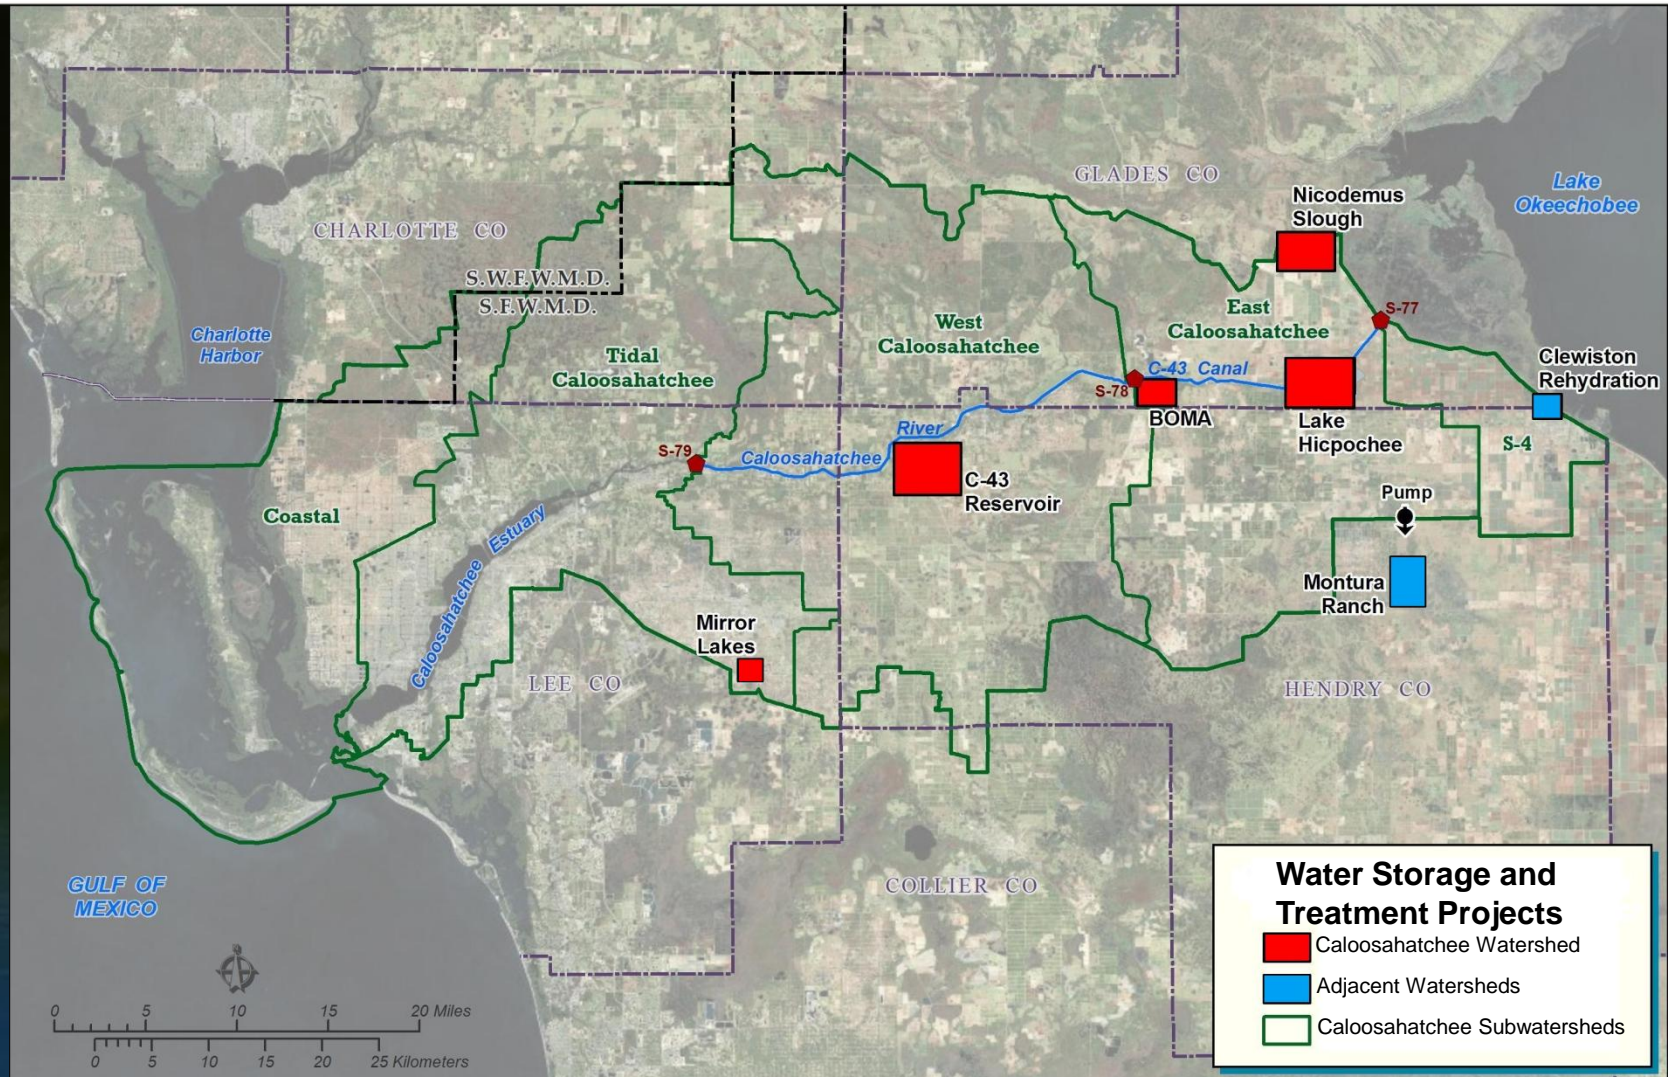 GLADES CO
Nicodemus
Slough
Lake
Okeechobee
CHARLOTTE CO
S.W.F.W.M.D.
S.F.W.M.D.
S-77
Charlotte
Harbor
West
Caloosahatchee
East
Caloosahatchee
Tidal
Caloosahatchee
C-43 Canal
Clewiston
Rehydration
S-78
BOMA
Lake
Hicpochee
River
S-79
Caloosahatchee
S-4
C-43
Reservoir
Pump
Coastal
Estuary
Caloosahatchee
Montura
Ranch
Mirror
Lakes
LEE CO
HENDRY CO
GULF OF
MEXICO
COLLIER CO
Water Storage and
Treatment Projects
Caloosahatchee Watershed
Adjacent Watersheds
Caloosahatchee Subwatersheds
0 5 10 15 20 Miles
0 5 10 15 20 25 Kilometers